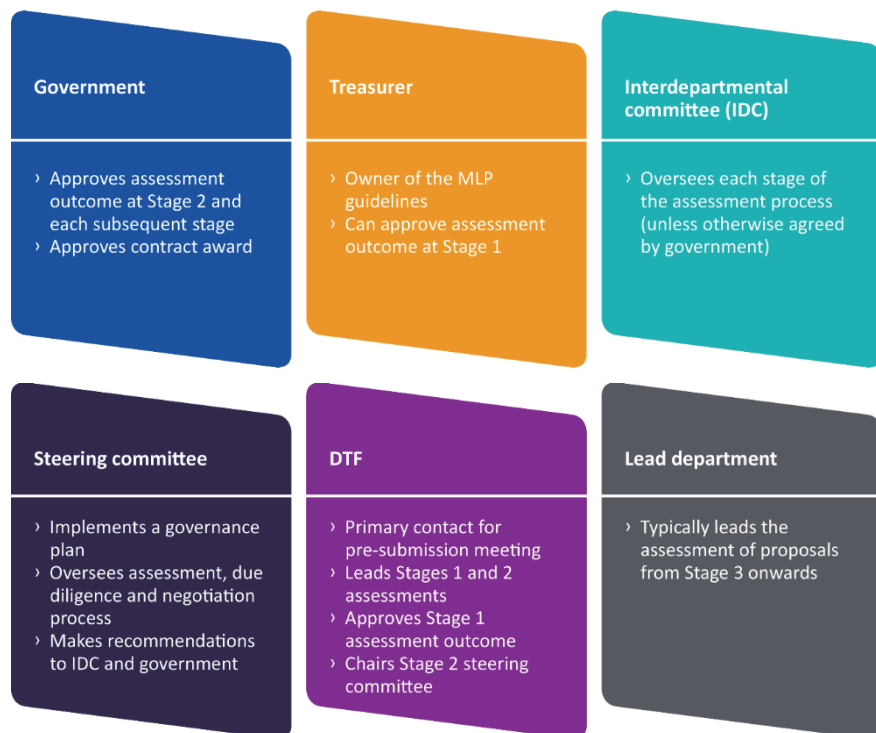 Government
› Approves assessment
outcome at Stage 2 and
each subsequent stage
› Approves contract award
Treasurer
› Owner of the MLP
guidelines
› Can approve assessment
outcome at Stage 1
Interdepartmental
committee (IDC)
› Oversees each stage of
the assessment process
(unless otherwise agreed
by government)
Steering committee
› Implements a governance
plan
› Oversees assessment, due
diligence and negotiation
process
› Makes recommendations
to IDC and government
DTF
› Primary contact for
pre-submission meeting
› Leads Stages 1 and 2
assessments
› Approves Stage 1
assessment outcome
› Chairs Stage 2 steering
committee
Lead department
› Typically leads the
assessment of proposals
from Stage 3 onwards